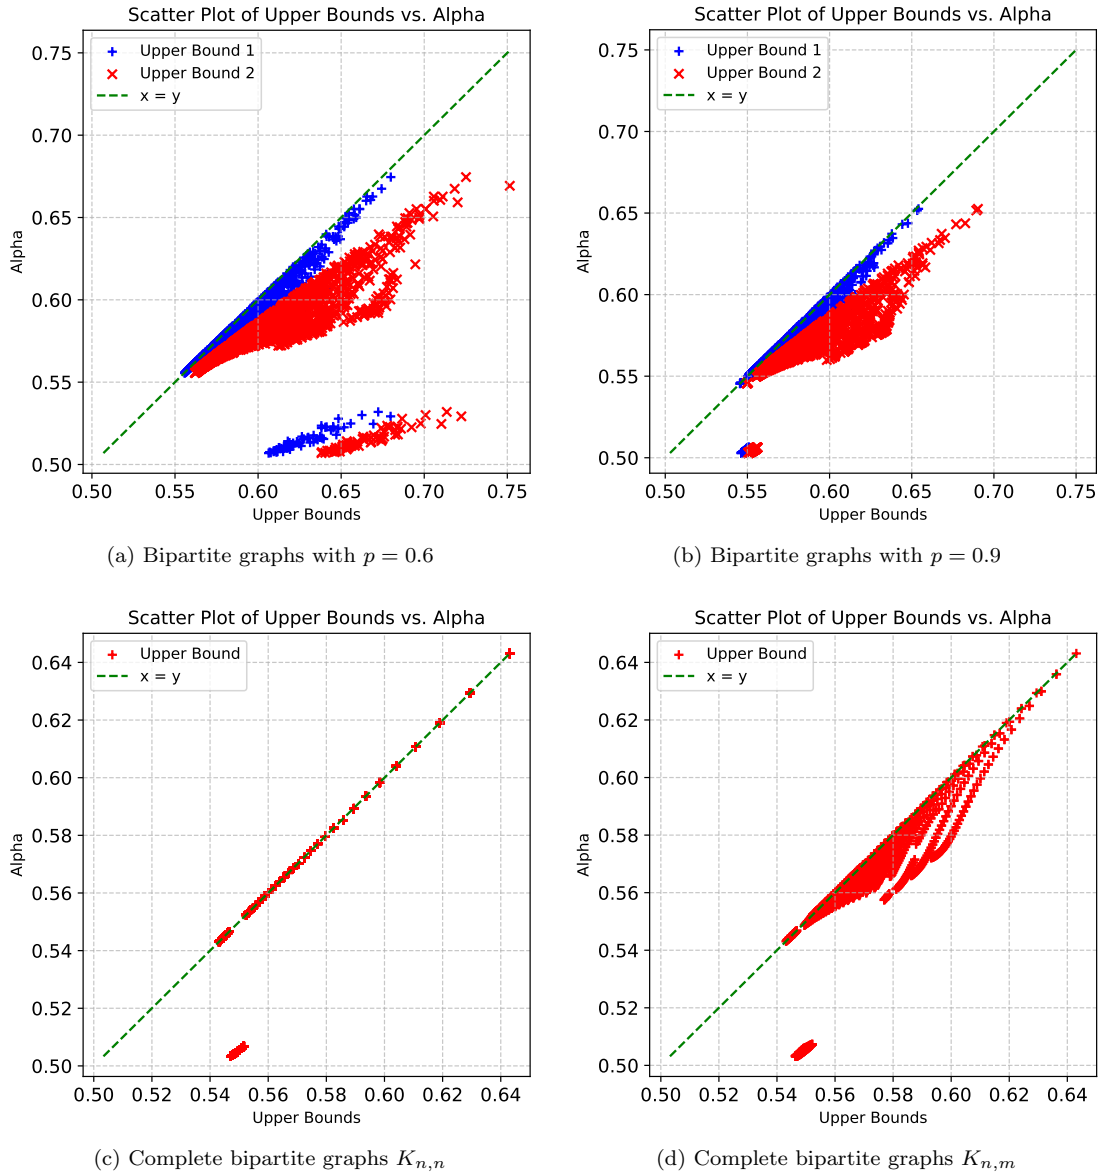 Scatter Plot of Upper Bounds vs. Alpha
Upper Bound 1
Upper Bound 2
x = y
0.75
0.70
0.65
0.60
0.55
0.50
Alpha
0.50 0.55 0.60 0.65 0.70 0.75
Upper Bounds
(a) Bipartite graphs with p = 0.6
Scatter Plot of Upper Bounds vs. Alpha
Upper Bound 1
Upper Bound 2
x = y
0.75
0.70
0.65
0.60
0.55
0.50
Alpha
0.50 0.55 0.60 0.65 0.70 0.75
Upper Bounds
(b) Bipartite graphs with p = 0.9
Scatter Plot of Upper Bounds vs. Alpha
Upper Bound
x = y
0.64
0.62
0.60
0.58
0.56
0.54
0.52
0.50
Alpha
0.50 0.52 0.54 0.56 0.58 0.60 0.62 0.64
Upper Bounds
(c) Complete bipartite graphs Kn,n
Scatter Plot of Upper Bounds vs. Alpha
Upper Bound
x = y
0.64
0.62
0.60
0.58
0.56
0.54
0.52
0.50
Alpha
0.50 0.52 0.54 0.56 0.58 0.60 0.62 0.64
Upper Bounds
(d) Complete bipartite graphs Kn,m